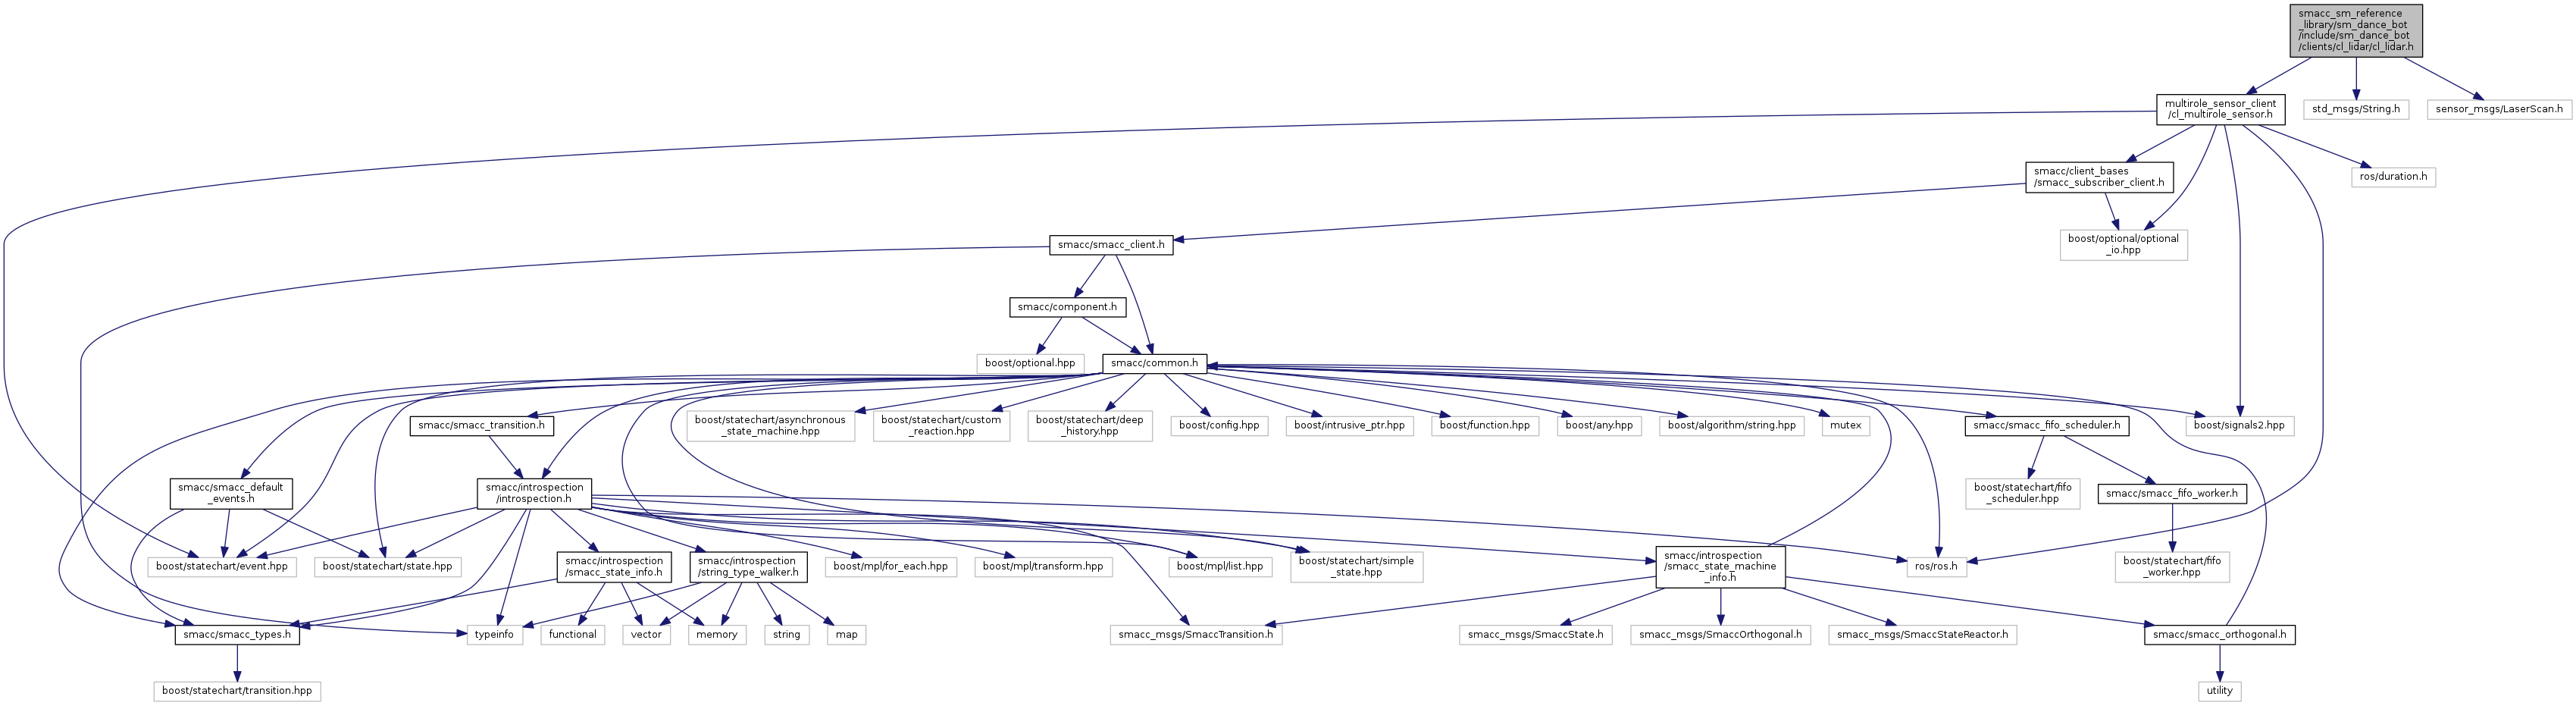 smacc_sm_reference
_library/sm_dance_bot
/include/sm_dance_bot
/clients/cl_lidar/cl_lidar.h
multirole_sensor_client
/cl_multirole_sensor.h
std_msgs/String.h
sensor_msgs/LaserScan.h
smacc/client_bases
/smacc_subscriber_client.h
ros/duration.h
smacc/smacc_client.h
boost/optional/optional
_io.hpp
smacc/component.h
boost/optional.hpp
smacc/common.h
smacc/smacc_transition.h
boost/statechart/asynchronous
_state_machine.hpp
boost/statechart/custom
_reaction.hpp
boost/statechart/deep
_history.hpp
boost/config.hpp
boost/intrusive_ptr.hpp
boost/function.hpp
boost/any.hpp
boost/algorithm/string.hpp
mutex
smacc/smacc_fifo_scheduler.h
boost/signals2.hpp
smacc/smacc_default
_events.h
smacc/introspection
/introspection.h
boost/statechart/fifo
_scheduler.hpp
smacc/smacc_fifo_worker.h
boost/statechart/event.hpp
boost/statechart/state.hpp
smacc/introspection
/smacc_state_info.h
smacc/introspection
/string_type_walker.h
boost/mpl/for_each.hpp
boost/mpl/transform.hpp
boost/mpl/list.hpp
boost/statechart/simple
_state.hpp
smacc/introspection
/smacc_state_machine
_info.h
ros/ros.h
boost/statechart/fifo
_worker.hpp
smacc/smacc_types.h
typeinfo
functional
vector
memory
string
map
smacc_msgs/SmaccTransition.h
smacc_msgs/SmaccState.h
smacc_msgs/SmaccOrthogonal.h
smacc_msgs/SmaccStateReactor.h
smacc/smacc_orthogonal.h
boost/statechart/transition.hpp
utility